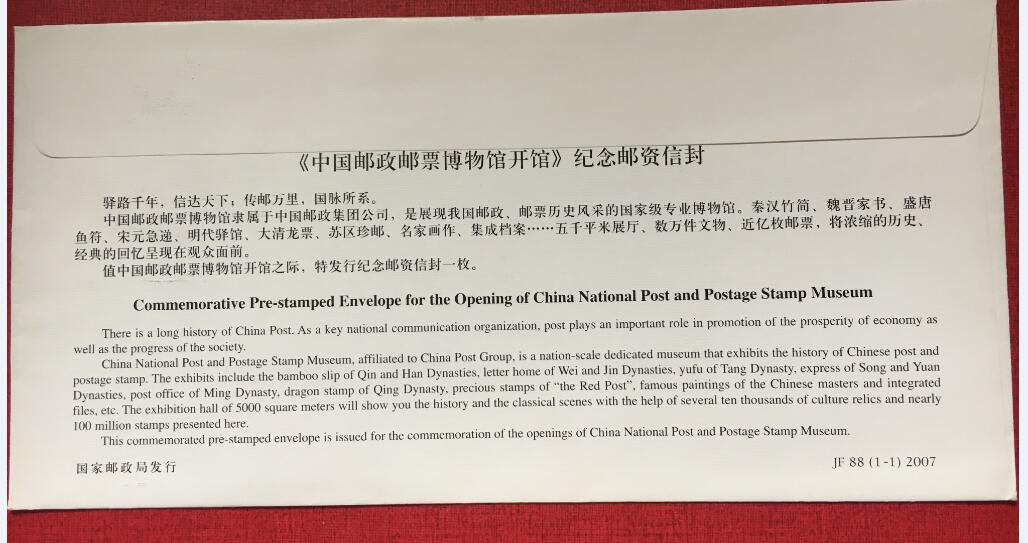 《中国邮政邮票博物馆开馆》纪念邮资信封
驿路千年，信达天下；传邮万里，国脉所系。
中国邮政邮票博物馆隶属于中国邮政集团公司，是展现我国邮政、邮票历史风采的国家级专业博物馆。秦汉竹简、魏晋家书、盛唐
鱼符、宋元急递、明代驿馆、大清龙票、苏区珍邮、名家画作、集成档案……五千平米展厅、数万件文物、近亿枚邮票，将浓缩的历史、
经典的回忆呈现在观众面前。
值中国邮政邮票博物馆开馆之际，特发行纪念邮资信封一枚。
Commemorative Pre-stamped Envelope for the Opening of China National Post and Postage Stamp Museum
There is a long history of China Post. As a key national communication organization, post plays an important role in promotion of the prosperity of economy as
well as the progress of the society.
China National Post and Postage Stamp Museum, affiliated to China Post Group, is a nation-scale dedicated museum that exhibits the history of Chinese post and
postage stamp. The exhibits include the bamboo slip of Qin and Han Dynasties, letter home of Wei and Jin Dynasties, yufu of Tang Dynasty, express of Song and Yuan
Dynasties, post office of Ming Dynasty, dragon stamp of Qing Dynasty, precious stamps of “the Red Post”, famous paintings of the Chinese masters and integrated
files, etc. The exhibition hall of 5000 square meters will show you the history and the classical scenes with the help of several ten thousands of culture relics and nearly
100 million stamps presented here.
This commemorated pre-stamped envelope is issued for the commemoration of the openings of China National Post and Postage Stamp Museum.
国家邮政局发行
JF 88 (1-1) 2007